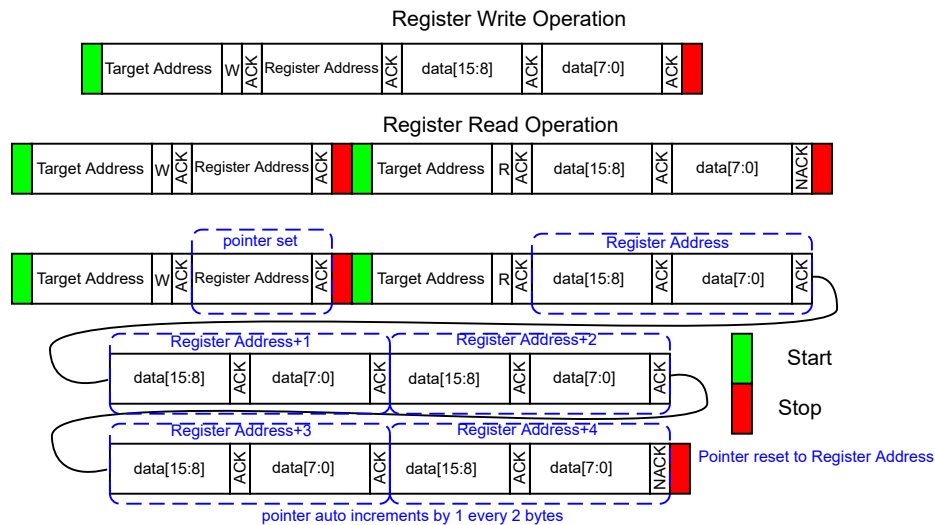 Register Write Operation
Target Address W ACK Register Address ACK data[15:8] ACK data[7:0] ACK
Register Read Operation
Target Address W ACK Register Address ACK Target Address R ACK data[15:8] ACK data[7:0] NACK
pointer set Register Address
Target Address W ACK Register Address ACK Target Address R ACK data[15:8] ACK data[7:0] ACK
Register Address+1 Register Address+2
data[15:8] ACK data[7:0] ACK data[15:8] ACK data[7:0] ACK
Start
Stop
Register Address+3 Register Address+4
data[15:8] ACK data[7:0] ACK data[15:8] ACK data[7:0] NACK
Pointer reset to Register Address
pointer auto increments by 1 every 2 bytes